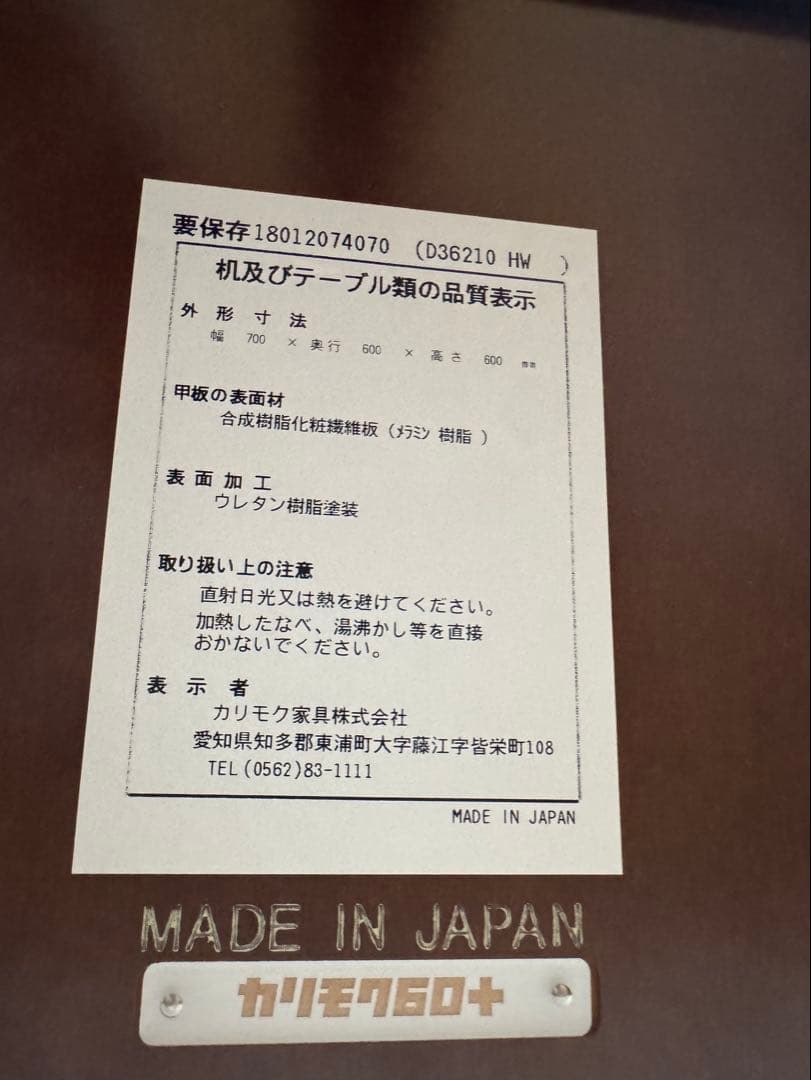 要保存18012074070 (D36210 HW )
机及びテーブル類の品質表示
外形寸法
幅 700 × 奥行 600 × 高さ 600
甲板の表面材
合成樹脂化粧繊維板 (ﾒﾗﾐﾝ 樹脂 )
表面加工
ウレタン樹脂塗装
取り扱い上の注意
直射日光又は熱を避けてください。
加熱したなべ、湯沸かし等を直接
おかないでください。
表示者
カリモク家具株式会社
愛知県知多郡東浦町大字藤江字皆栄町108
TEL(0562)83-1111
MADE IN JAPAN
MADE IN JAPAN
カリモク60+